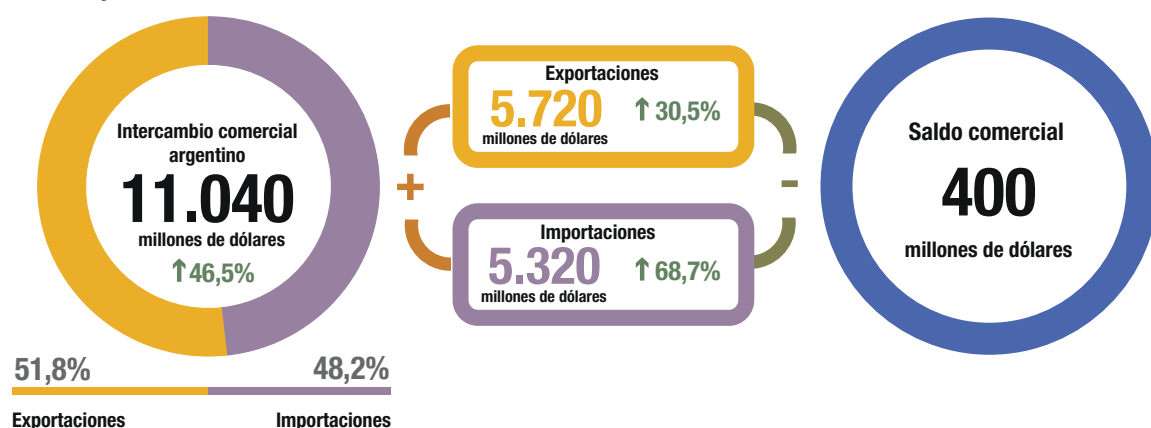 Intercambio comercial
argentino
11.040
millones de dólares
↑46,5%
51,8%
48,2%
Exportaciones
Importaciones
+
Exportaciones
5.720 ↑ 30,5%
millones de dólares
Importaciones
5.320 ↑ 68,7%
millones de dólares
-
Saldo comercial
400
millones de dólares